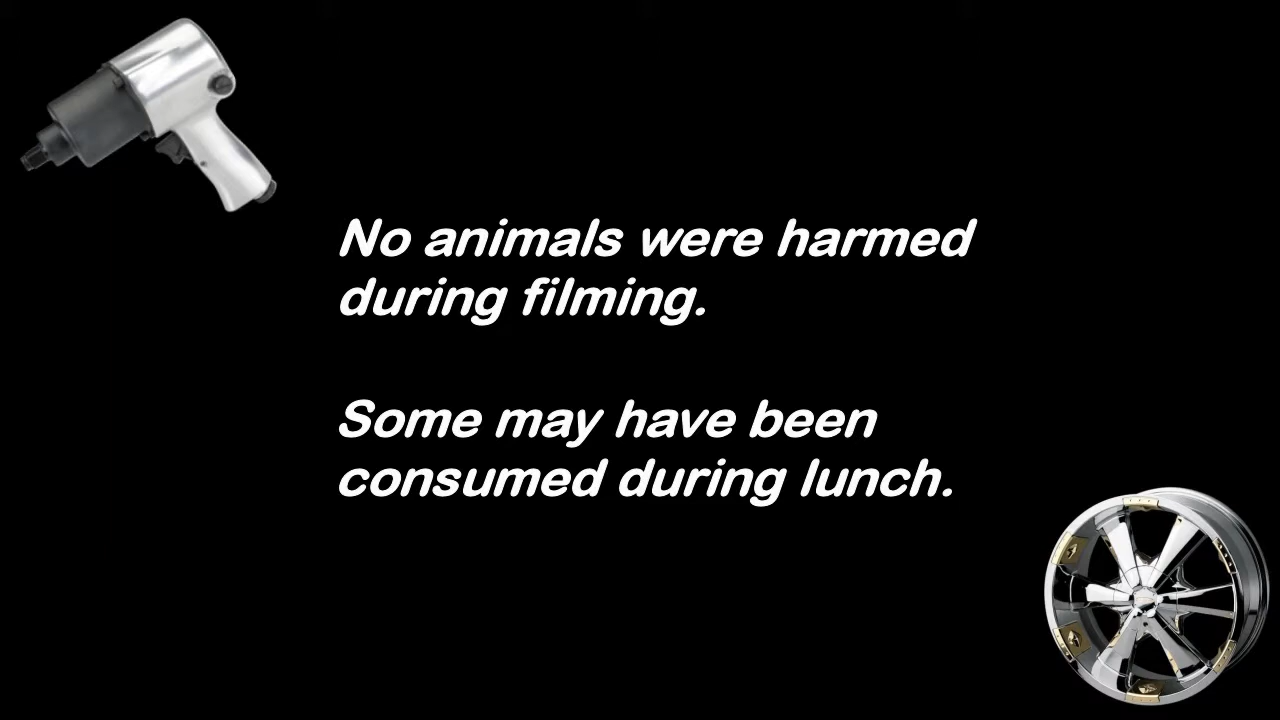 No animals were harmed
during filming.
Some may have been
consumed during lunch.